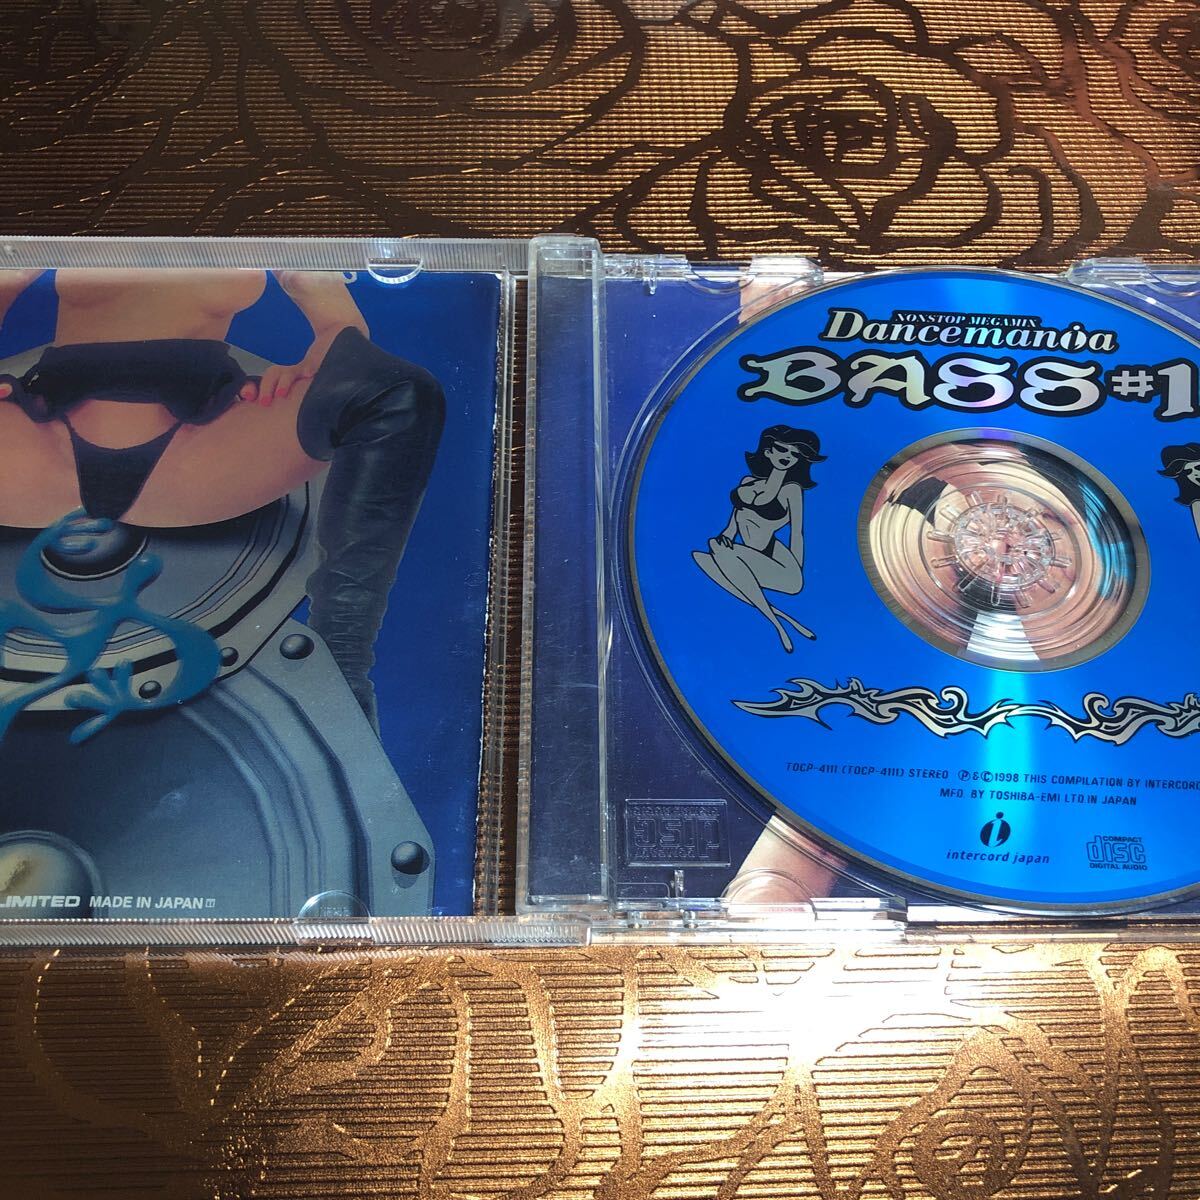 LIMITED MADE IN JAPAN
NONSTOP MEGAMIX
Dancemania
BASS #1
TOCP-4111 (TOCP-4111) STEREO Ⓟ&©1998 THIS COMPILATION BY INTERCORD
MFD. BY TOSHIBA-EMI LTD. IN JAPAN
intercord japan
COMPACT
disc
DIGITAL AUDIO